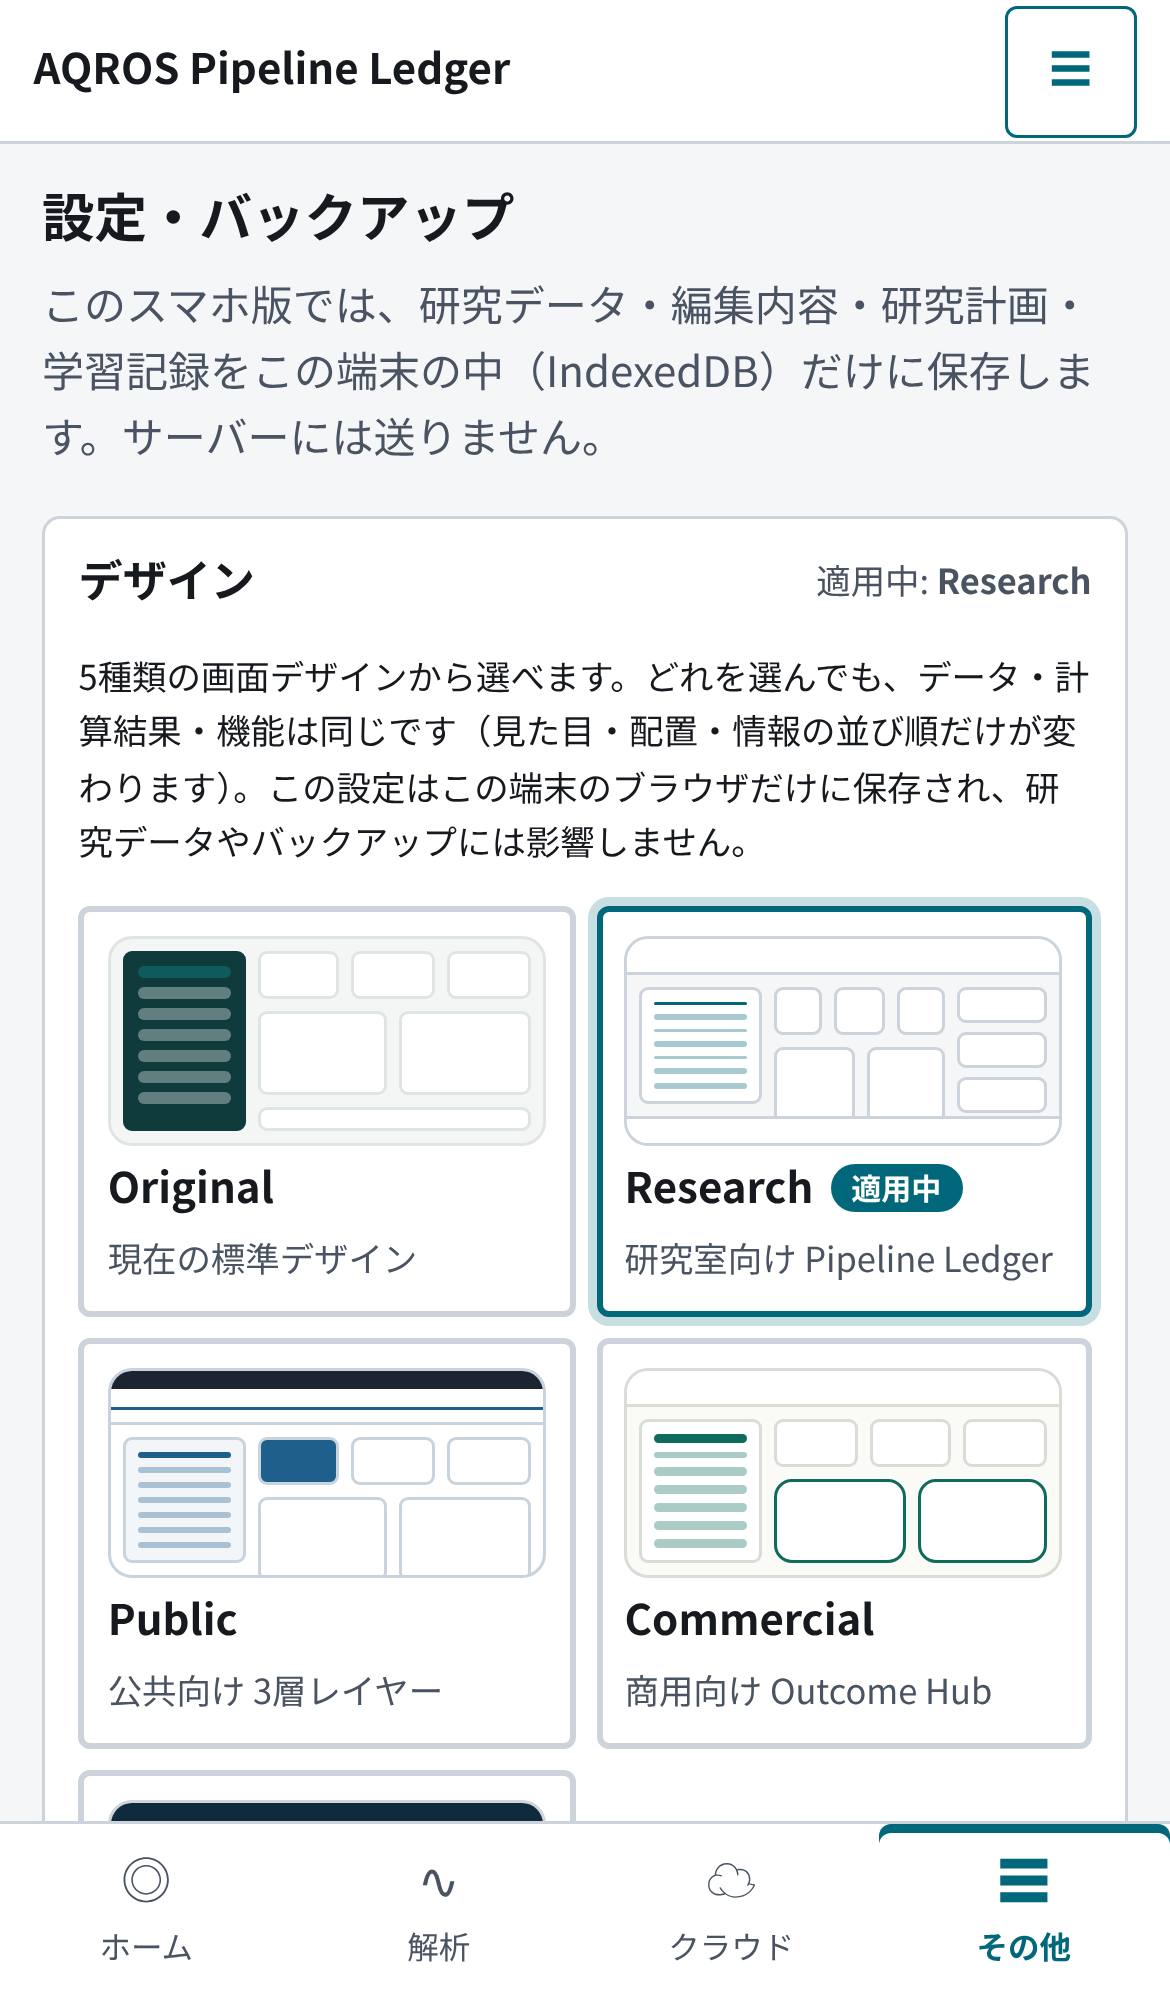 AQROS Pipeline Ledger
設定・バックアップ
このスマホ版では、研究データ・編集内容・研究計画・
学習記録をこの端末の中（IndexedDB）だけに保存しま
す。サーバーには送りません。
デザイン
適用中: Research
5種類の画面デザインから選べます。どれを選んでも、データ・計
算結果・機能は同じです（見た目・配置・情報の並び順だけが変
わります）。この設定はこの端末のブラウザだけに保存され、研
究データやバックアップには影響しません。
Original
現在の標準デザイン
Research 適用中
研究室向け Pipeline Ledger
Public
公共向け 3層レイヤー
Commercial
商用向け Outcome Hub
ホーム
解析
クラウド
その他